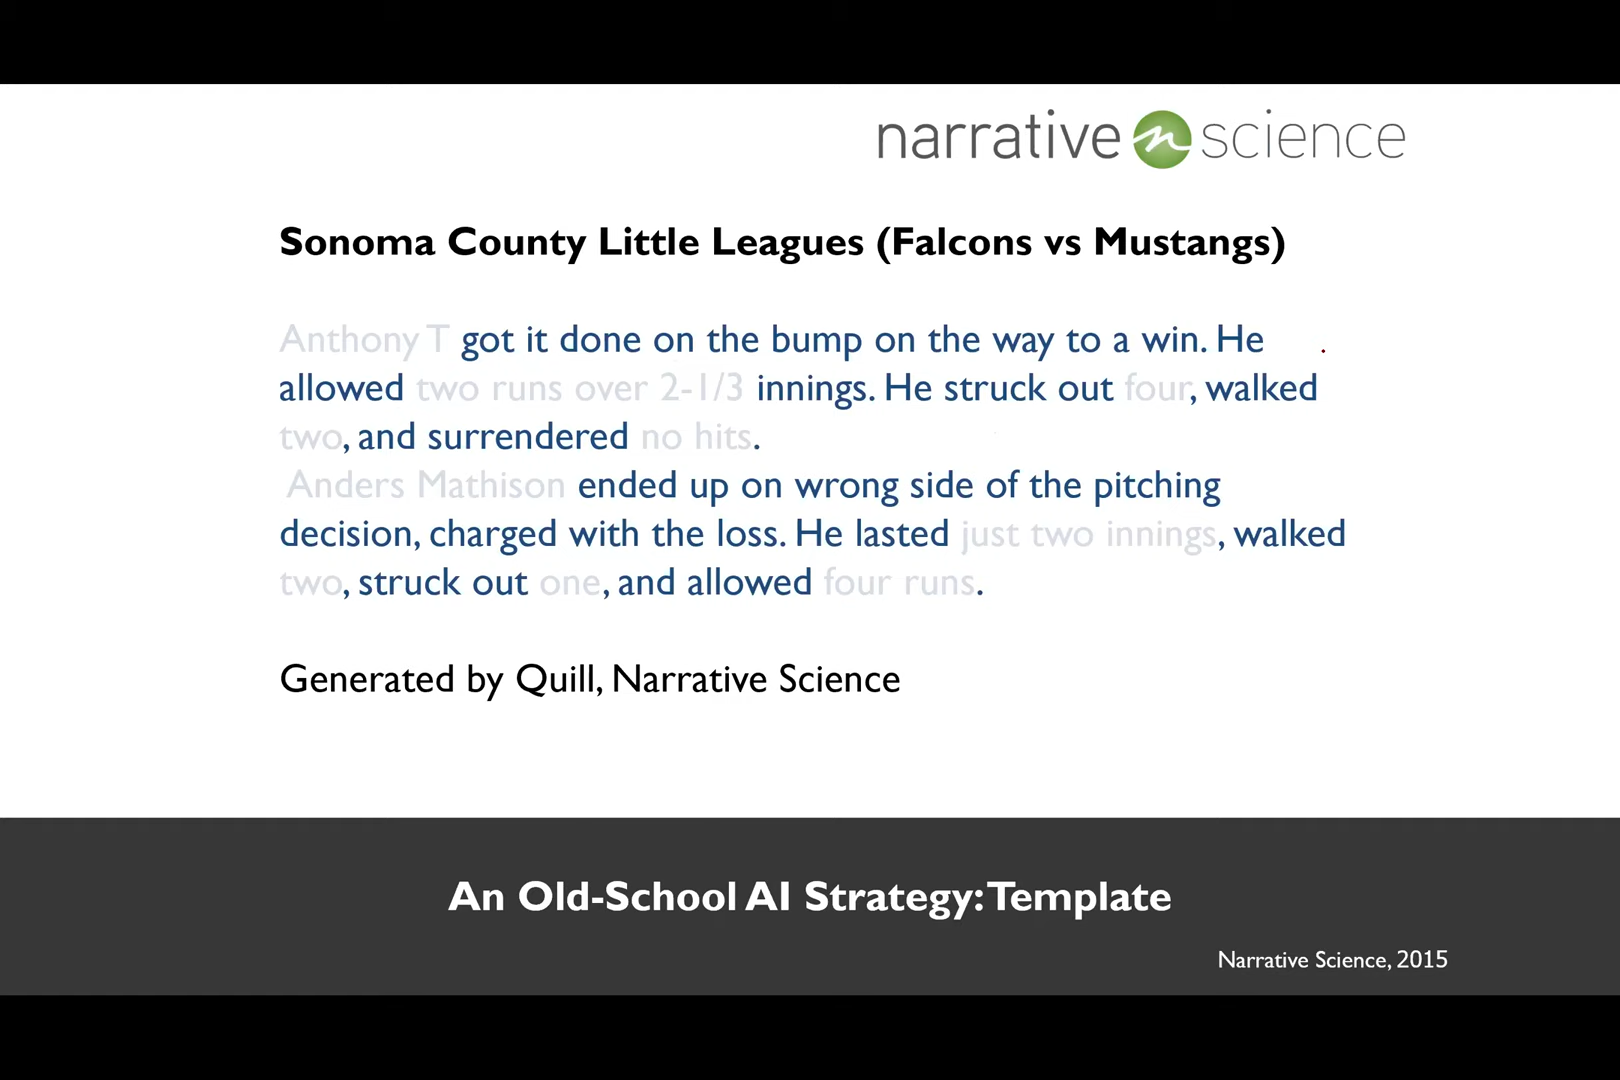 narrative science
Sonoma County Little Leagues (Falcons vs Mustangs)
Anthony T got it done on the bump on the way to a win. He
allowed two runs over 2-1/3 innings. He struck out four, walked
two, and surrendered no hits.
Anders Mathison ended up on wrong side of the pitching
decision, charged with the loss. He lasted just two innings, walked
two, struck out one, and allowed four runs.
Generated by Quill, Narrative Science
An Old-School AI Strategy: Template
Narrative Science, 2015